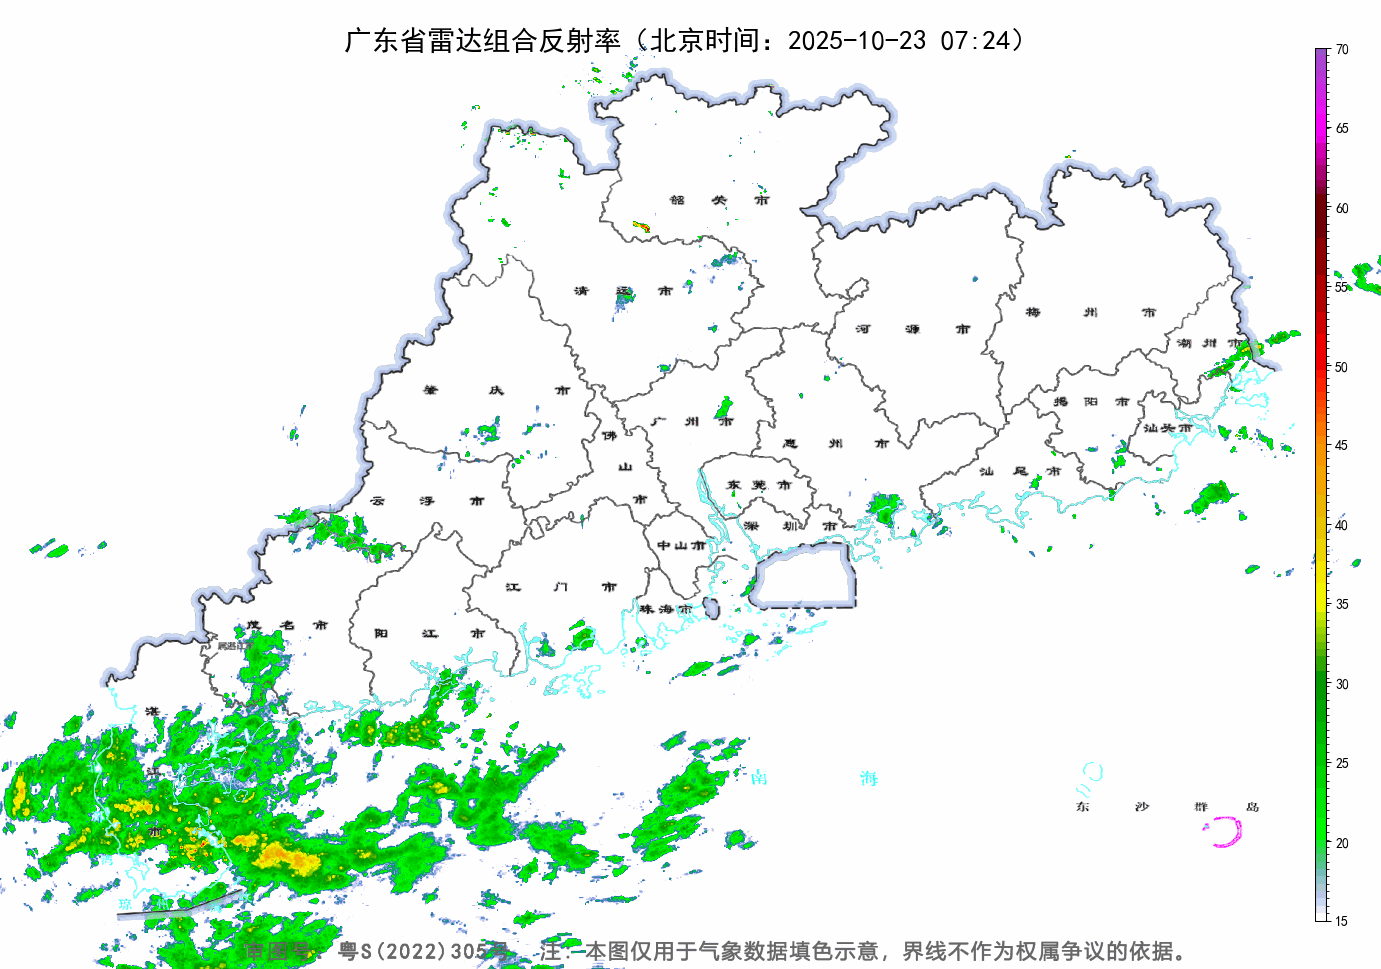 广东省雷达组合反射率（北京时间：2025-10-23 07:24）
70
65
60
55
50
45
40
35
30
25
20
15
韶关市
清远市
河源市
梅州市
潮州市
肇庆市
广州市
揭阳市
汕头市
佛山市
惠州市
汕尾市
东莞市
云浮市
深圳市
中山市
江门市
珠海市
茂名市
阳江市
属湛江
湛江市
南海
东沙群岛
琼
审图号：粤S(2022)305号 注：本图仅用于气象数据填色示意，界线不作为权属争议的依据。